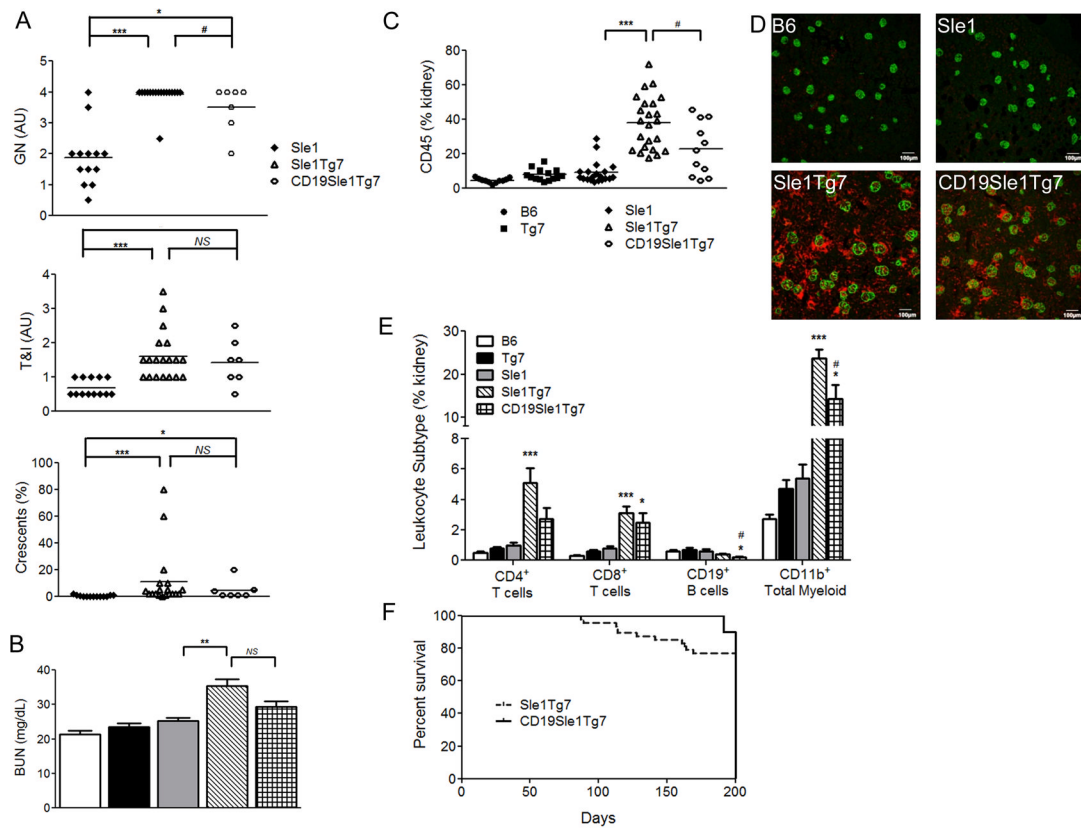 A
*
***
#
GN (AU)
5
4
3
2
1
0
Sle1
Sle1Tg7
CD19Sle1Tg7
***
NS
T&I (AU)
4
3
2
1
0
*
***
NS
Crescents (%)
100
80
60
40
20
0
B
**
NS
BUN (mg/dL)
40
30
20
10
0
C
***
#
CD45 (% kidney)
80
60
40
20
0
B6
Tg7
Sle1
Sle1Tg7
CD19Sle1Tg7
D
B6
100µm
Sle1
100µm
Sle1Tg7
100µm
CD19Sle1Tg7
100µm
E
Leukocyte Subtype (% kidney)
30
20
10
8
6
4
2
0
B6
Tg7
Sle1
Sle1Tg7
CD19Sle1Tg7
***
***
*
#
*
***
#
*
CD4+
T cells
CD8+
T cells
CD19+
B cells
CD11b+
Total Myeloid
F
Percent survival
100
80
60
40
20
0
Sle1Tg7
CD19Sle1Tg7
0
50
100
150
200
Days